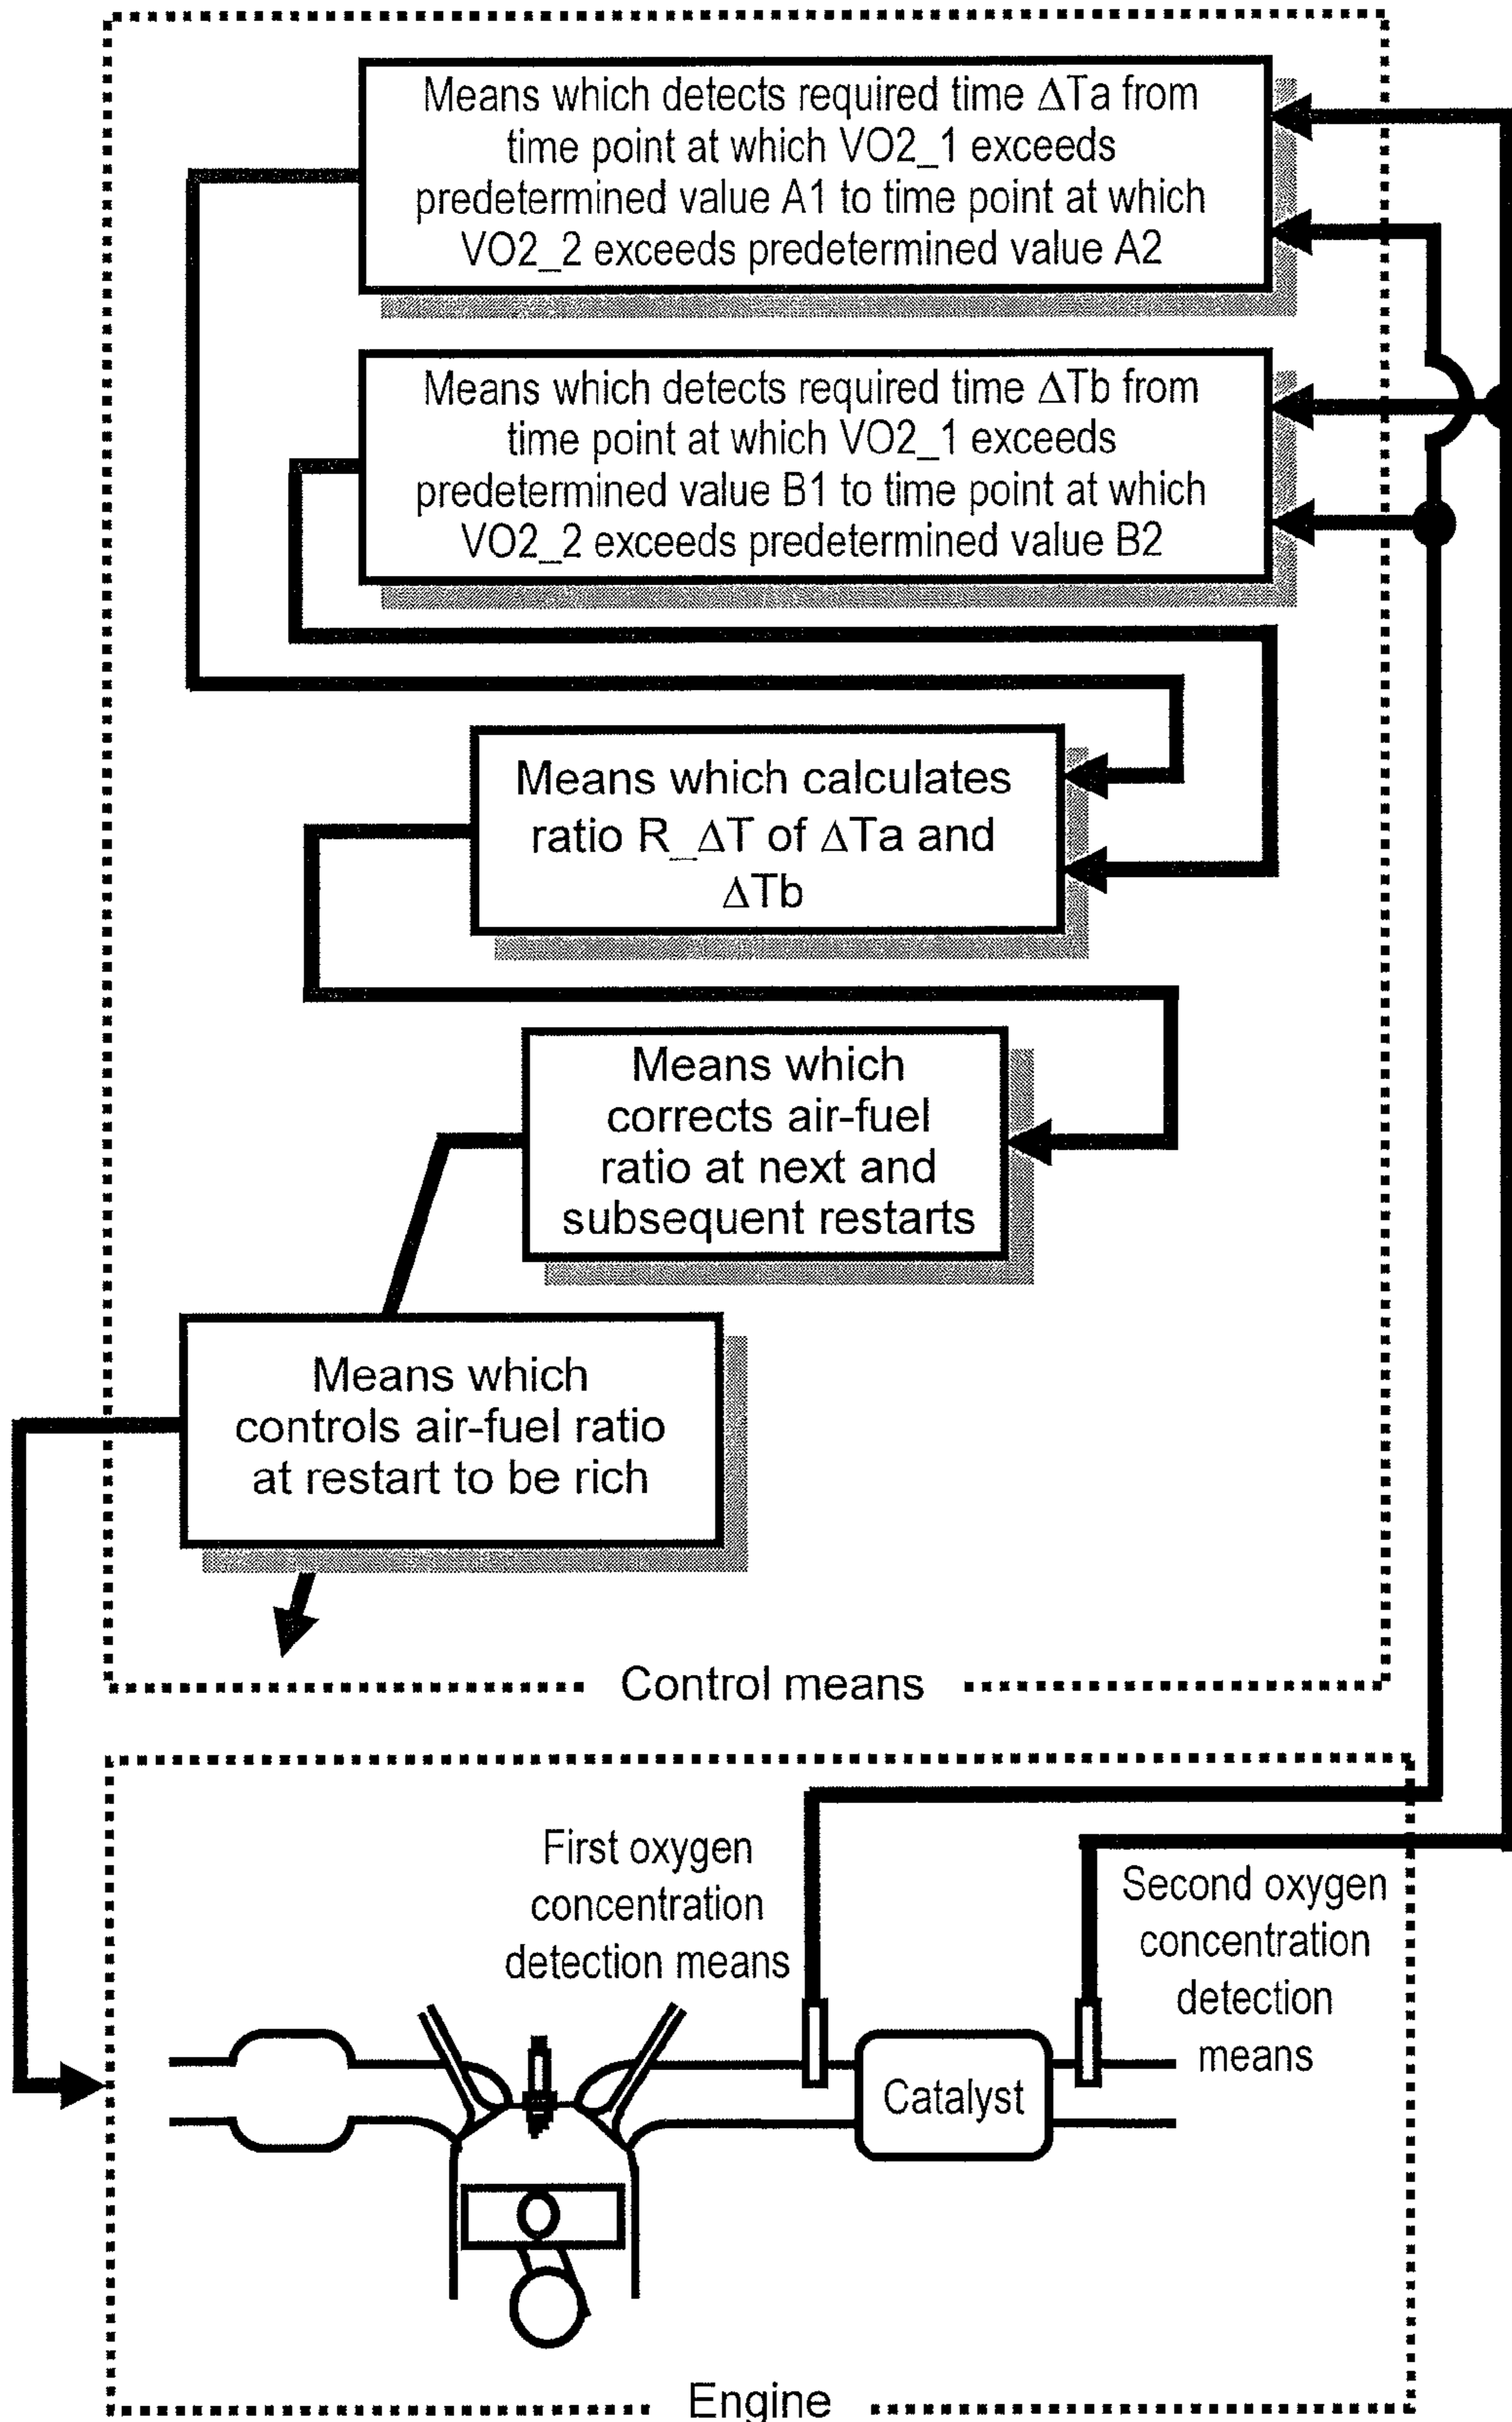 Means which detects required time ΔTa from
time point at which VO2_1 exceeds
predetermined value A1 to time point at which
VO2_2 exceeds predetermined value A2
Means which detects required time ΔTb from
time point at which VO2_1 exceeds
predetermined value B1 to time point at which
VO2_2 exceeds predetermined value B2
Means which calculates
ratio R_ΔT of ΔTa and
ΔTb
Means which
corrects air-fuel
ratio at next and
subsequent restarts
Means which
controls air-fuel ratio
at restart to be rich
Control means
First oxygen
concentration
detection means
Second oxygen
concentration
detection
means
Catalyst
Engine